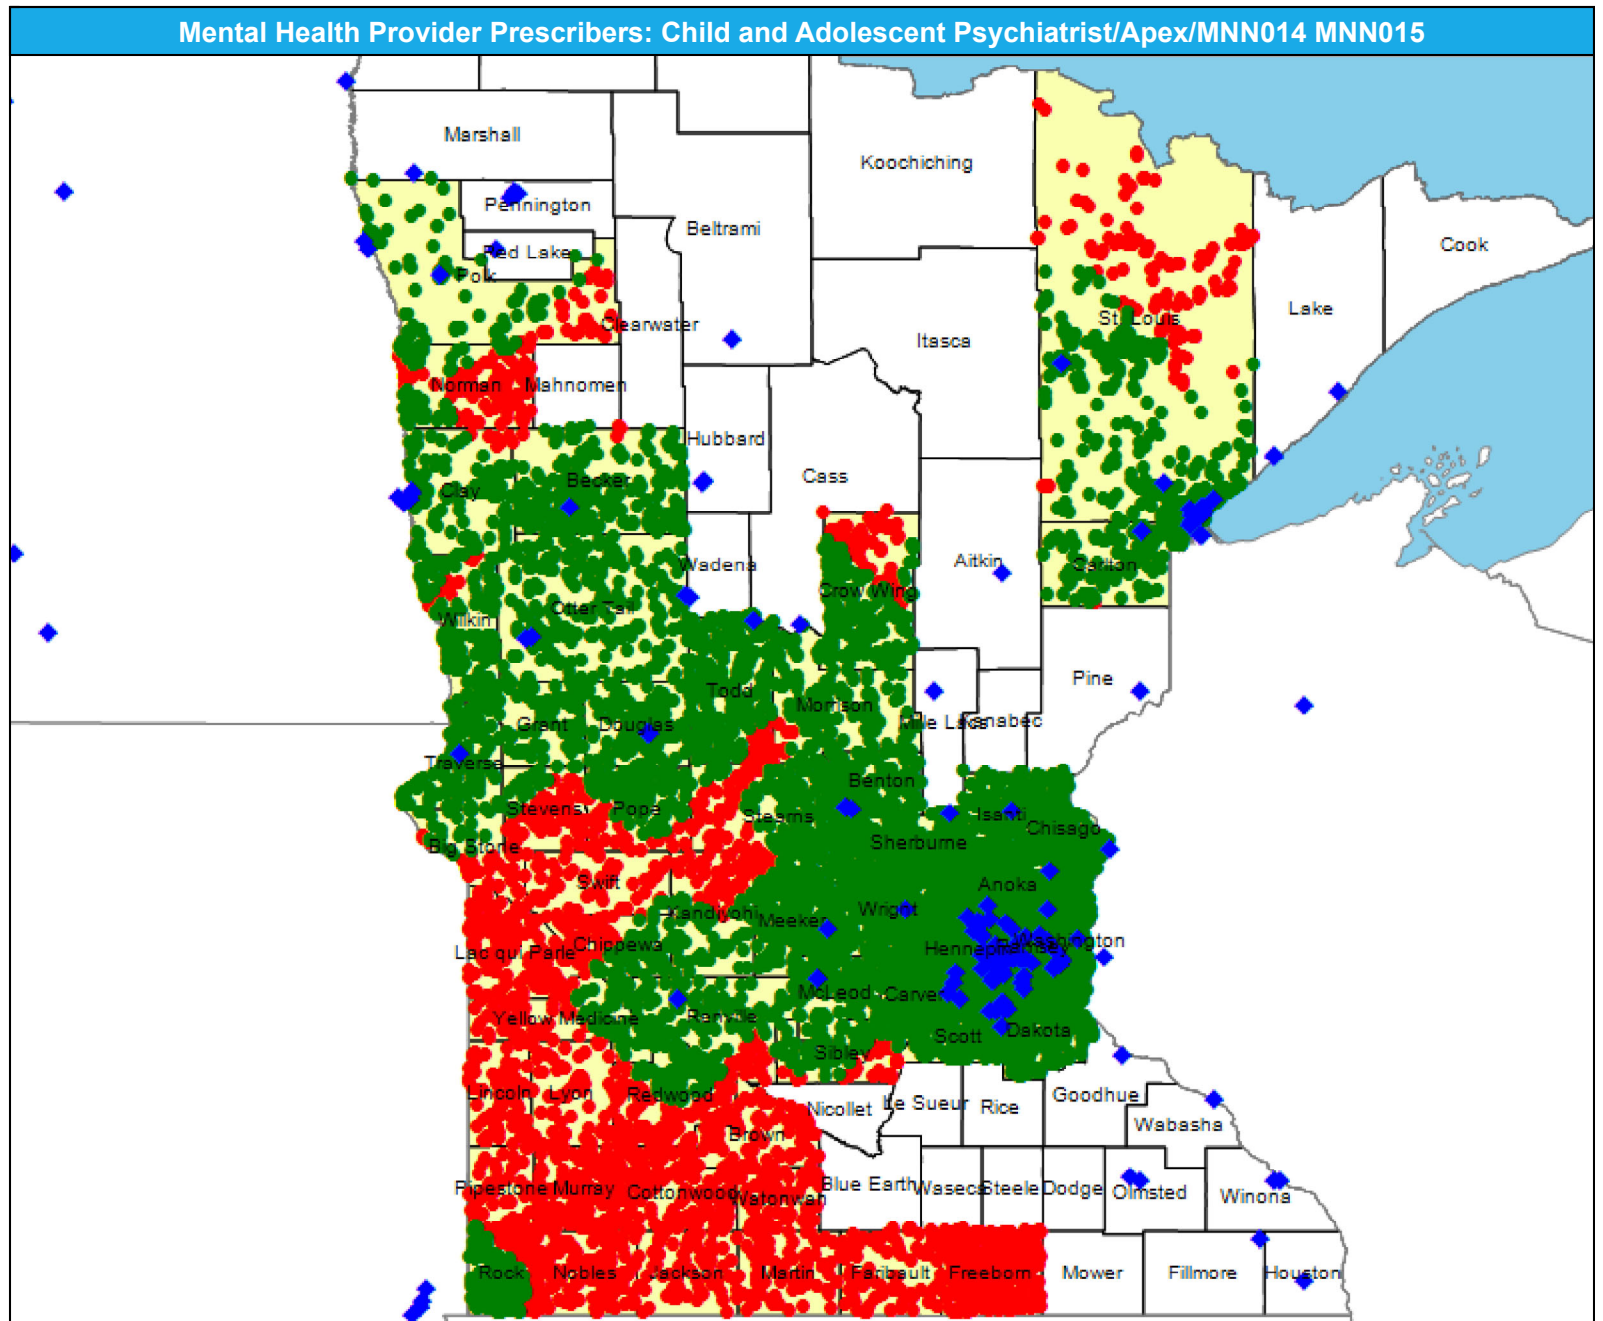 Mental Health Provider Prescribers: Child and Adolescent Psychiatrist/Apex/MNN014 MNN015
Marshall
Koochiching
Pennington
Beltrami
Cook
Red Lake
Polk
Lake
St. Louis
Clearwater
Itasca
Norman
Mahnomen
Hubbard
Cass
Becker
Clay
Wadena
Aitkin
Carlton
Crow Wing
Otter Tail
Wilkin
Pine
Todd
Morrison
Grant
Douglas
Mille Lacs
Kanabec
Traverse
Benton
Stevens
Pope
Stearns
Isanti
Chisago
Sherburne
Big Stone
Swift
Anoka
Kandiyohi
Meeker
Wright
Washington
Hennepin
Ramsey
Chippewa
Lac qui Parle
McLeod
Carver
Yellow Medicine
Renville
Scott
Dakota
Sibley
Lincoln
Lyon
Redwood
Nicollet
Le Sueur
Rice
Goodhue
Wabasha
Brown
Pipestone
Murray
Cottonwood
Watonwan
Blue Earth
Waseca
Steele
Dodge
Olmsted
Winona
Rock
Nobles
Jackson
Martin
Faribault
Freeborn
Mower
Fillmore
Houston